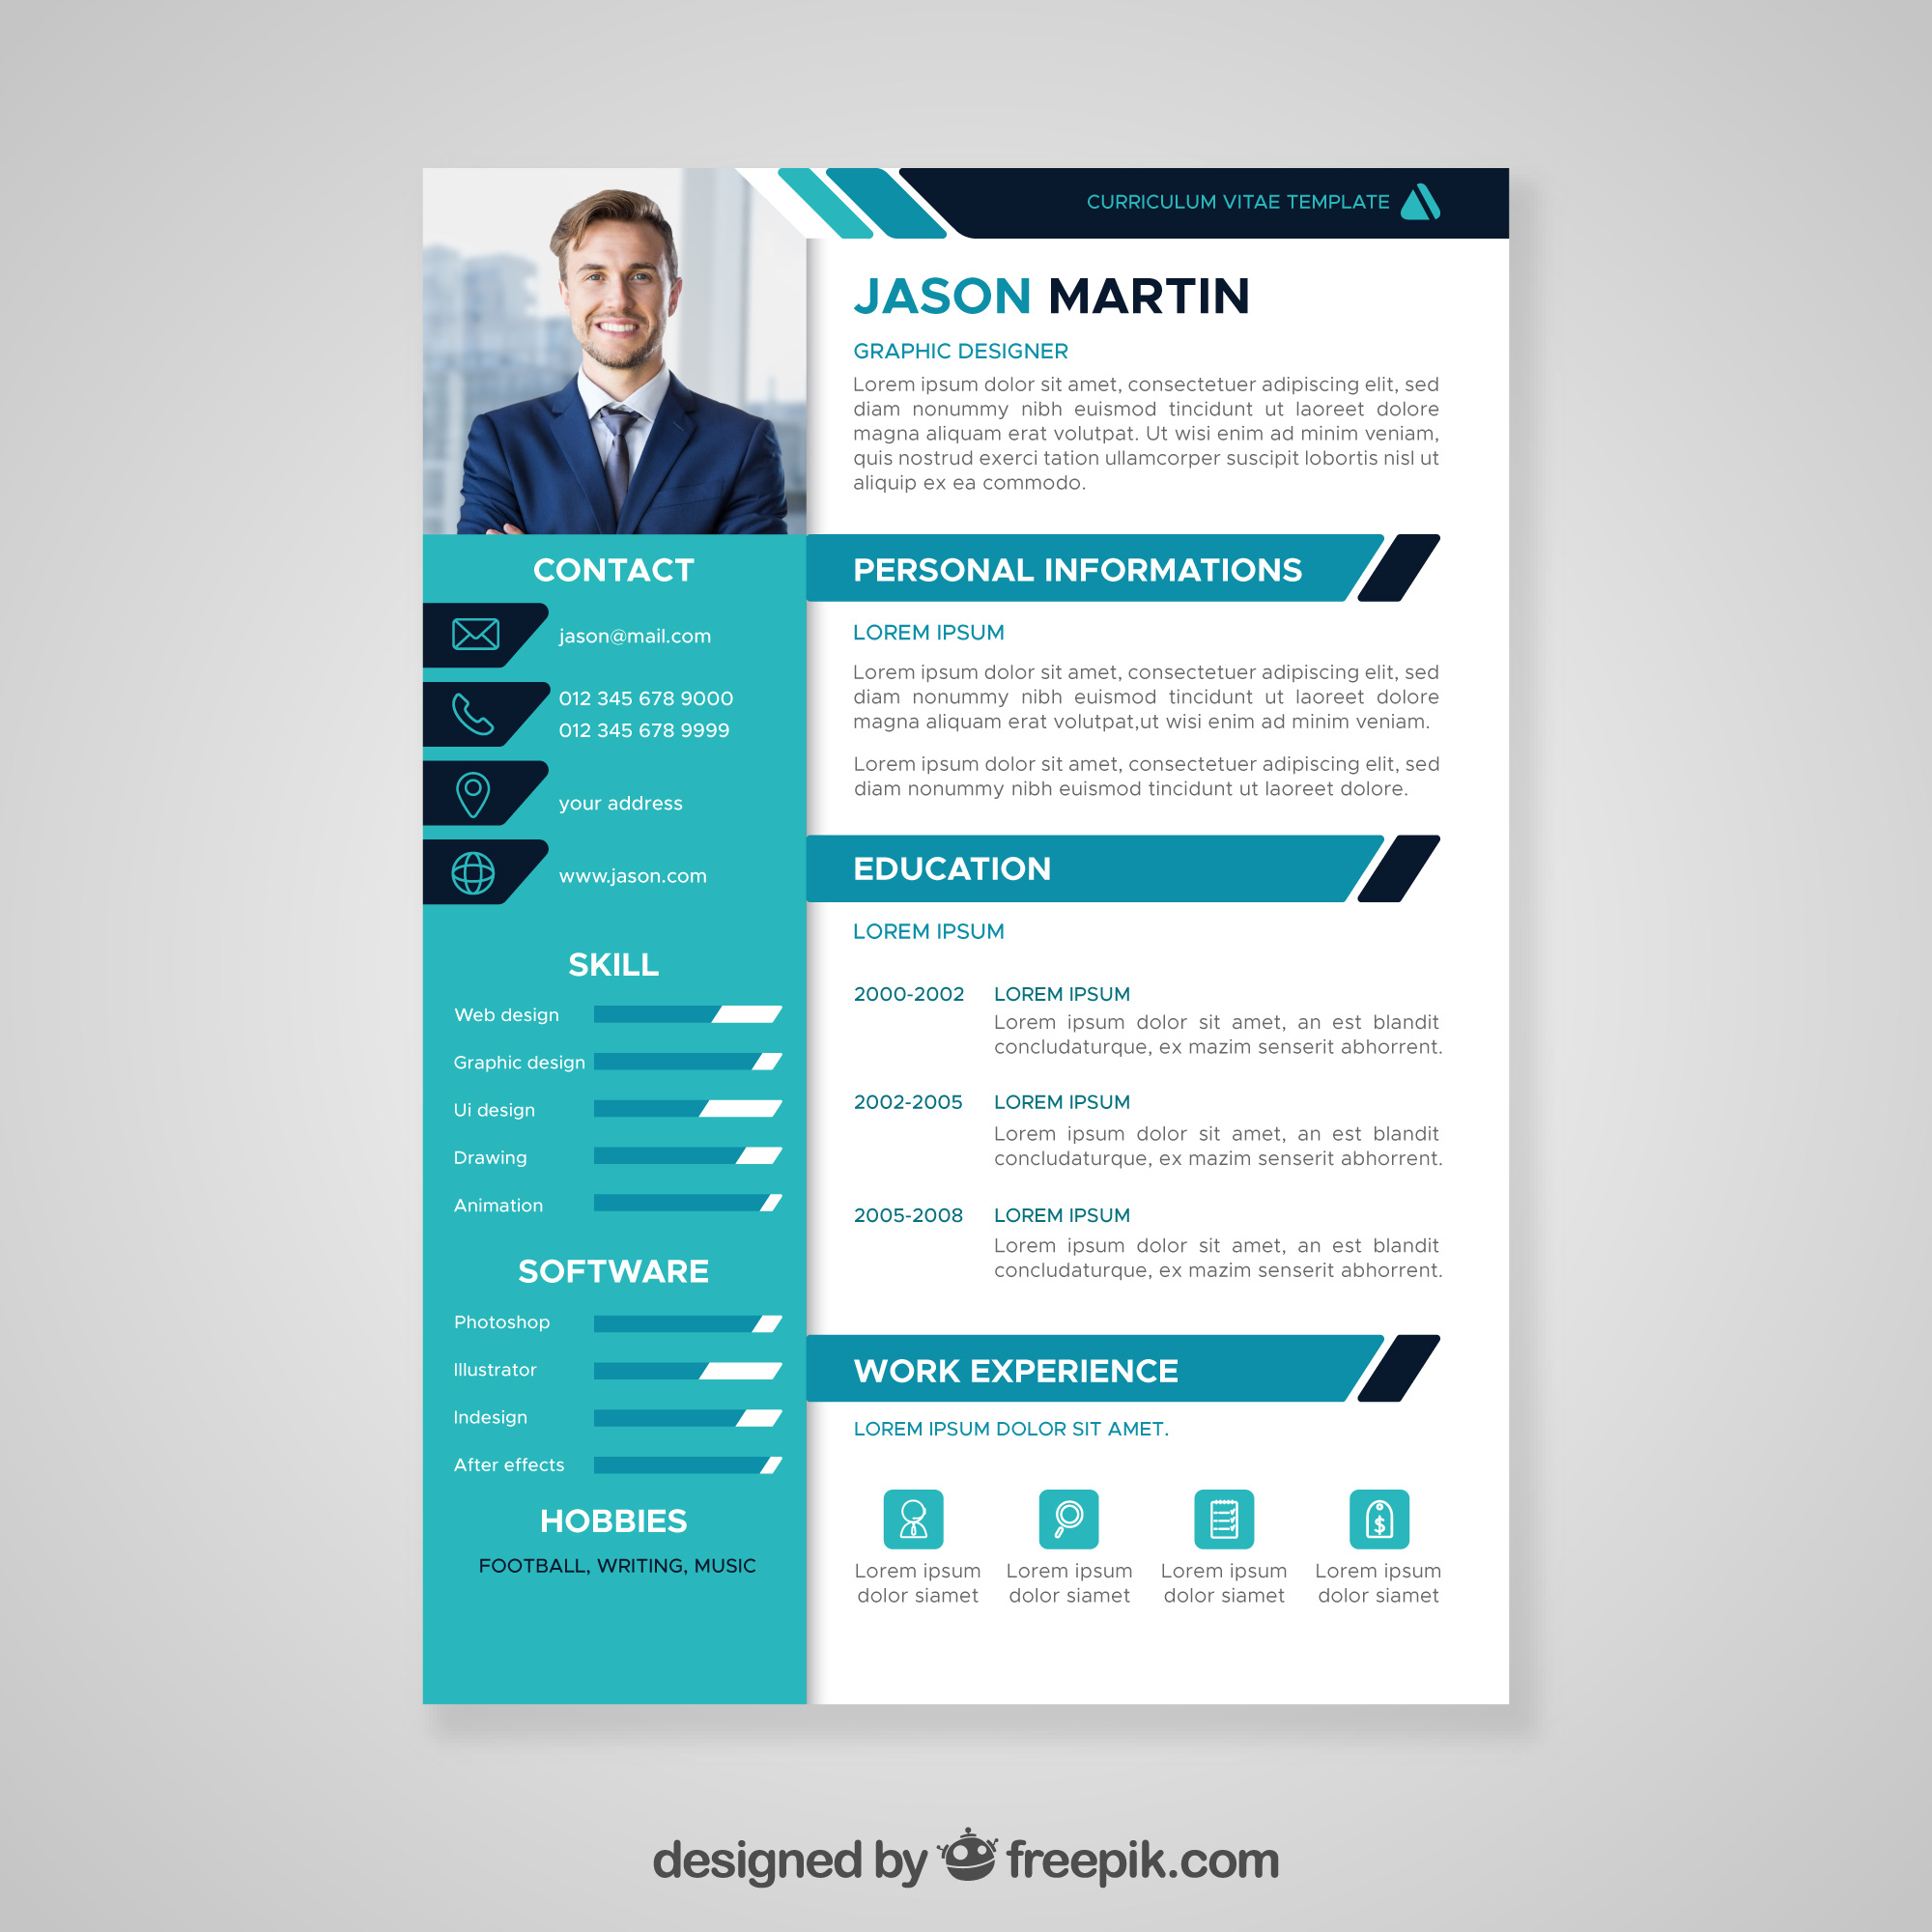 CURRICULUM VITAE TEMPLATE
JASON MARTIN
GRAPHIC DESIGNER
Lorem ipsum dolor sit amet, consectetuer adipiscing elit, sed
diam nonummy nibh euismod tincidunt ut laoreet dolore
magna aliquam erat volutpat. Ut wisi enim ad minim veniam,
quis nostrud exerci tation ullamcorper suscipit lobortis nisl ut
aliquip ex ea commodo.
CONTACT
jason@mail.com
012 345 678 9000
012 345 678 9999
your address
www.jason.com
SKILL
Web design
Graphic design
Ui design
Drawing
Animation
SOFTWARE
Photoshop
Illustrator
Indesign
After effects
HOBBIES
FOOTBALL, WRITING, MUSIC
PERSONAL INFORMATIONS
LOREM IPSUM
Lorem ipsum dolor sit amet, consectetuer adipiscing elit, sed
diam nonummy nibh euismod tincidunt ut laoreet dolore
magna aliquam erat volutpat,ut wisi enim ad minim veniam.
Lorem ipsum dolor sit amet, consectetuer adipiscing elit, sed
diam nonummy nibh euismod tincidunt ut laoreet dolore.
EDUCATION
LOREM IPSUM
2000-2002 LOREM IPSUM
Lorem ipsum dolor sit amet, an est blandit
concludaturque, ex mazim senserit abhorrent.
2002-2005 LOREM IPSUM
Lorem ipsum dolor sit amet, an est blandit
concludaturque, ex mazim senserit abhorrent.
2005-2008 LOREM IPSUM
Lorem ipsum dolor sit amet, an est blandit
concludaturque, ex mazim senserit abhorrent.
WORK EXPERIENCE
LOREM IPSUM DOLOR SIT AMET.
$
Lorem ipsum Lorem ipsum Lorem ipsum Lorem ipsum
dolor siamet dolor siamet dolor siamet dolor siamet
designed by freepik.com